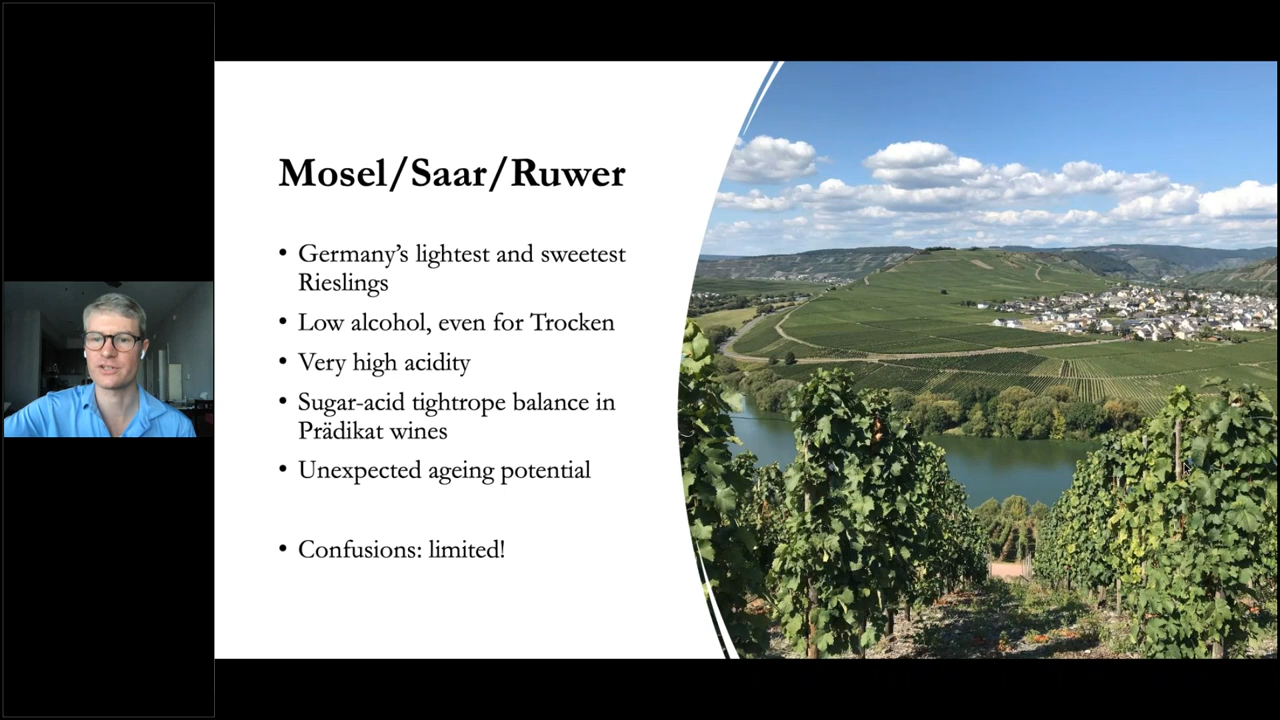 Mosel/Saar/Ruwer
• Germany’s lightest and sweetest
Rieslings
• Low alcohol, even for Trocken
• Very high acidity
• Sugar-acid tightrope balance in
Prädikat wines
• Unexpected ageing potential
• Confusions: limited!